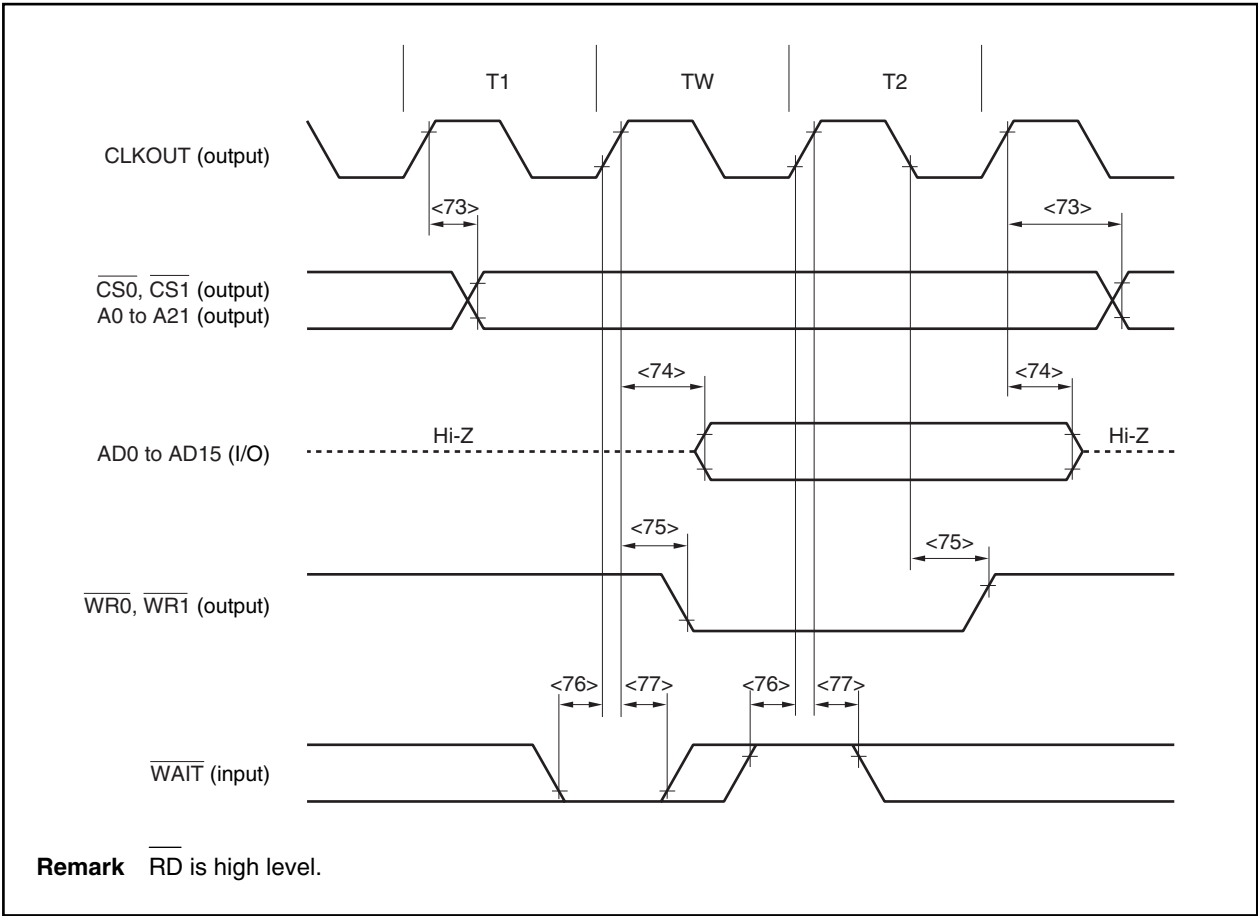 T1 TW T2
CLKOUT (output)
<73> <73>
CS0, CS1 (output)
A0 to A21 (output)
<74> <74>
Hi-Z Hi-Z
AD0 to AD15 (I/O)
<75> <75>
WR0, WR1 (output)
<76> <77> <76> <77>
WAIT (input)
Remark RD is high level.